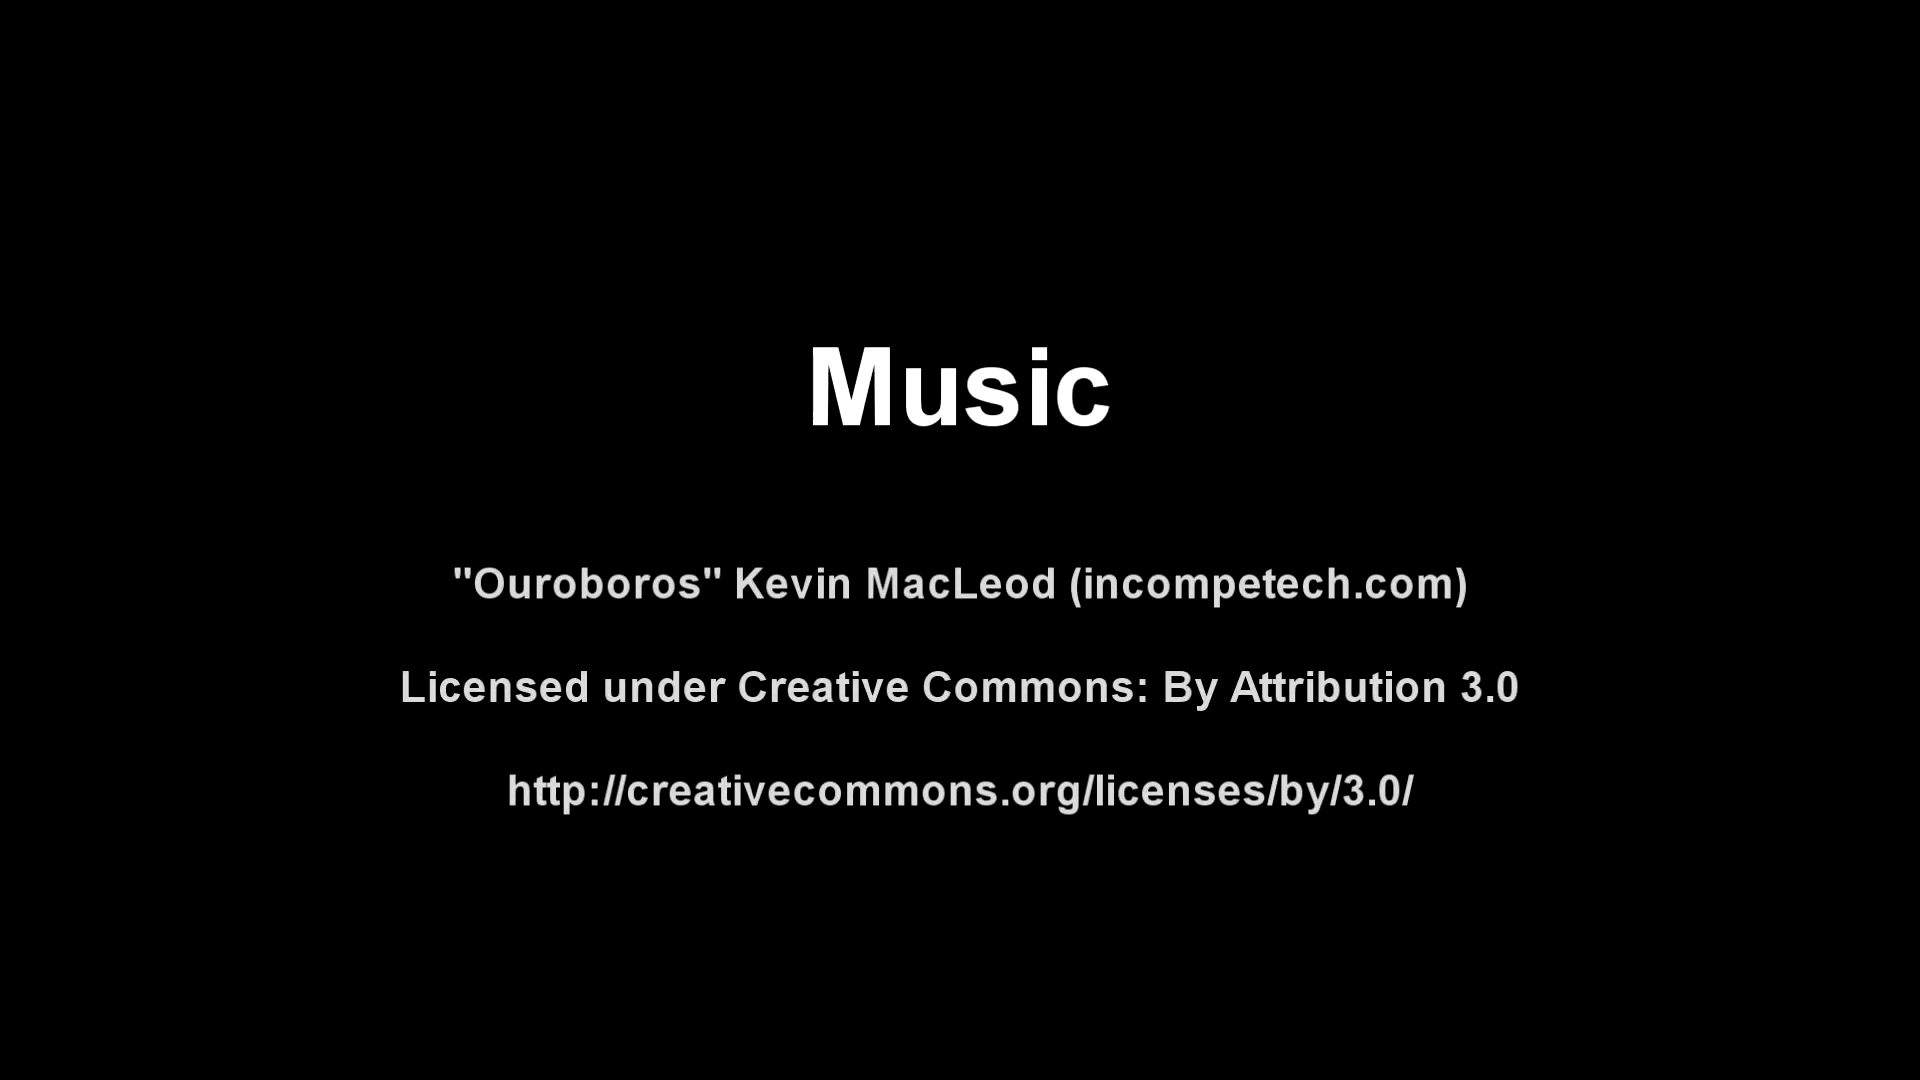 Music
"Ouroboros" Kevin MacLeod (incompetech.com)
Licensed under Creative Commons: By Attribution 3.0
http://creativecommons.org/licenses/by/3.0/